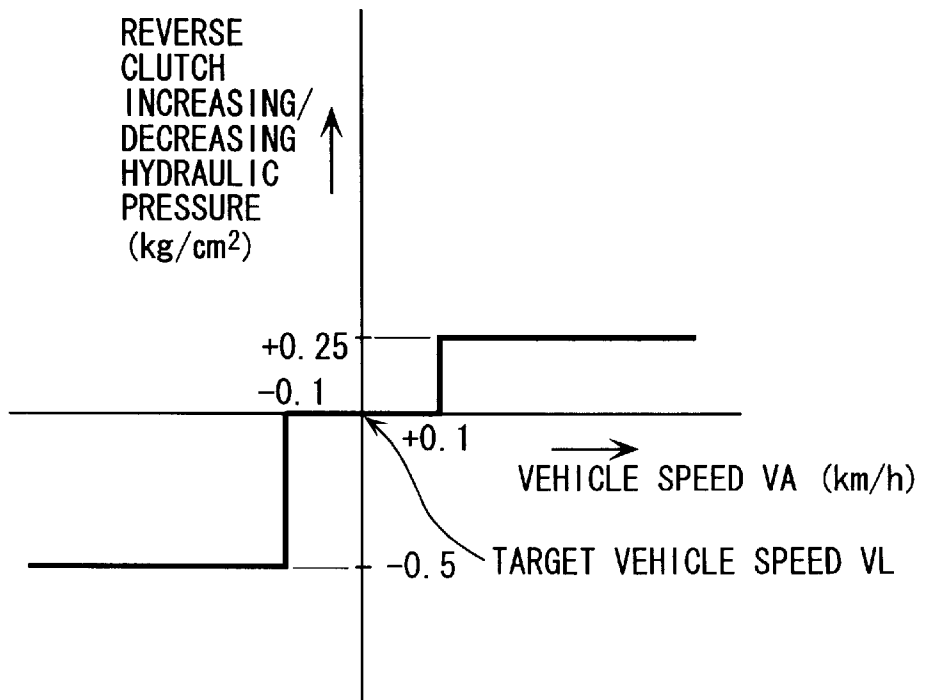 REVERSE
CLUTCH
INCREASING/
DECREASING
HYDRAULIC
PRESSURE
(kg/cm²)
+0.25
-0.1
+0.1
VEHICLE SPEED VA (km/h)
-0.5
TARGET VEHICLE SPEED VL